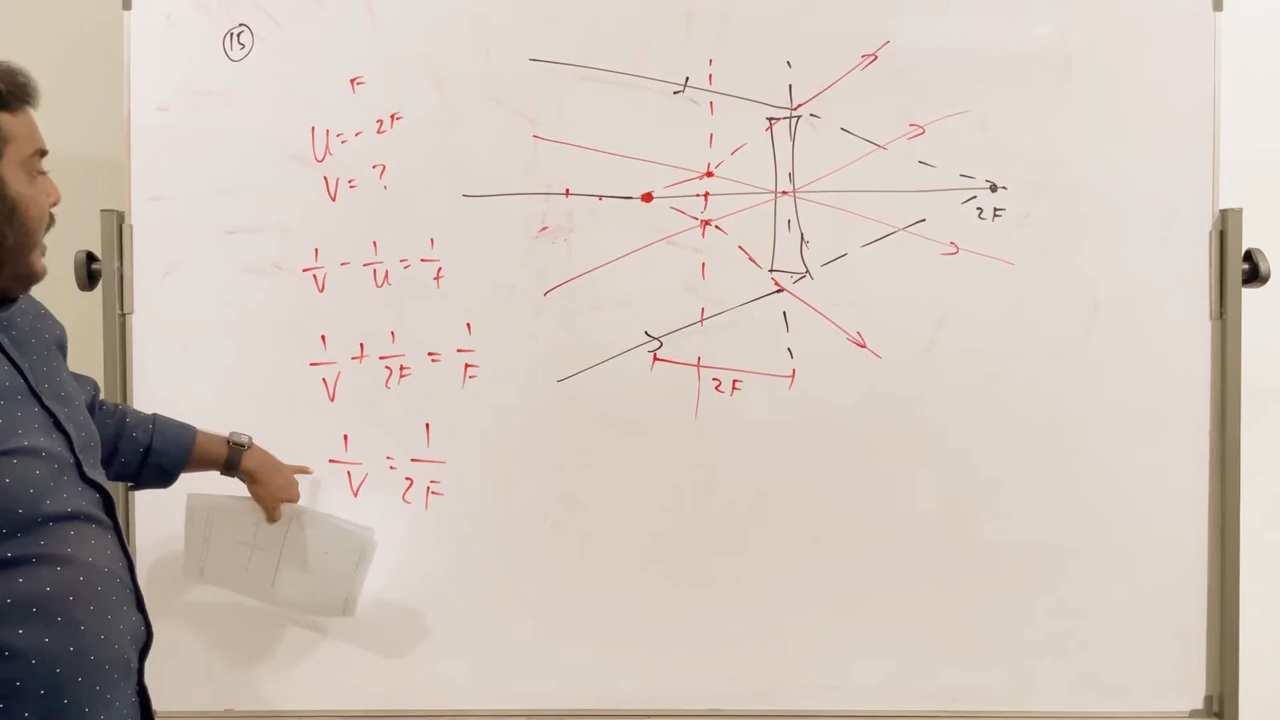 15
F
U = - 2F
V = ?
1/V - 1/U = 1/f
1/V + 1/2F = 1/F
1/V = 1/2F
2F
2F